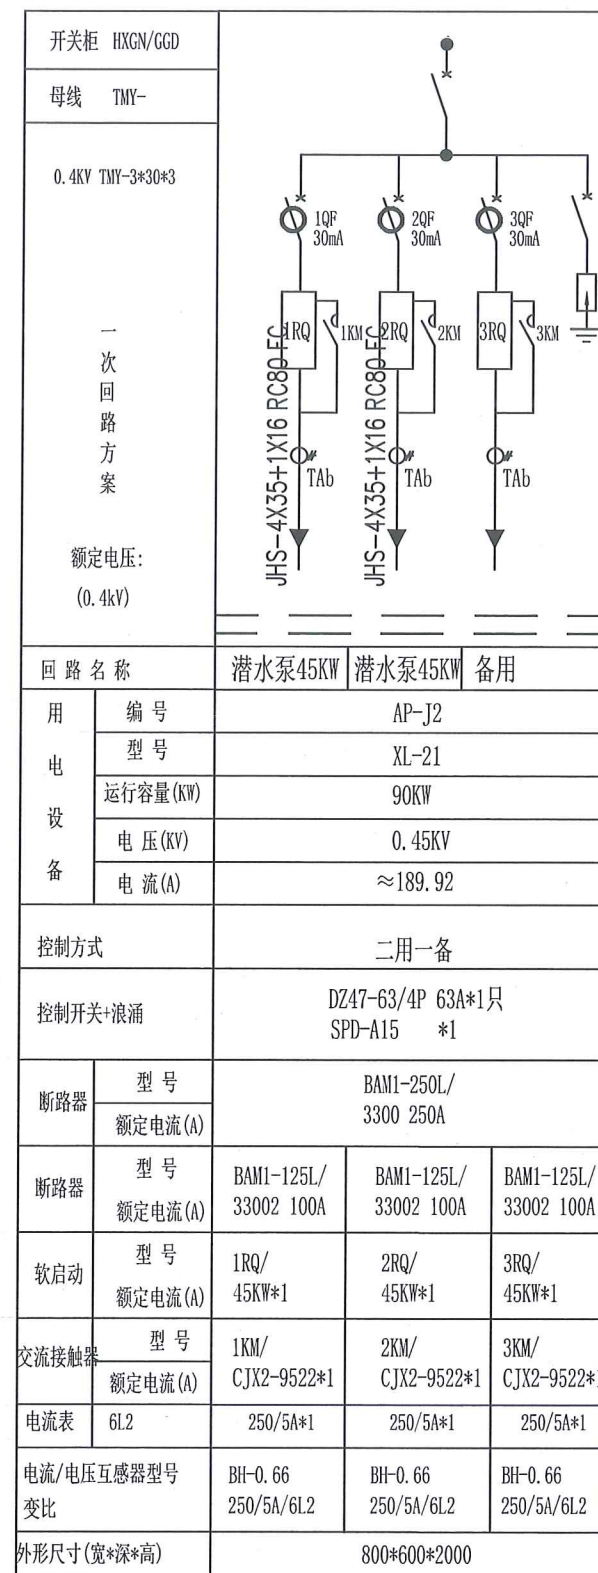 开关柜 HXGN/GGD
母线 TMY-
0.4KV TMY-3*30*3
一次回路方案
额定电压:
(0.4kV)
1QF
30mA
2QF
30mA
3QF
30mA
1RQ
1KM
2RQ
2KM
3RQ
3KM
JHS-4X35+1X16 RC80 FC
JHS-4X35+1X16 RC80 FC
TAb
TAb
TAb
回路名称 潜水泵45KW 潜水泵45KW 备用
用电设备
编号 AP-J2
型号 XL-21
运行容量(KW) 90KW
电压(KV) 0.45KV
电流(A) ≈189.92
控制方式 二用一备
控制开关+浪涌 DZ47-63/4P 63A*1只
SPD-A15 *1
断路器 型号 BAM1-250L/
额定电流(A) 3300 250A
断路器 型号 BAM1-125L/ BAM1-125L/ BAM1-125L/
额定电流(A) 33002 100A 33002 100A 33002 100A
软启动 型号 1RQ/ 2RQ/ 3RQ/
额定电流(A) 45KW*1 45KW*1 45KW*1
交流接触器 型号 1KM/ 2KM/ 3KM/
额定电流(A) CJX2-9522*1 CJX2-9522*1 CJX2-9522*1
电流表 6L2 250/5A*1 250/5A*1 250/5A*1
电流/电压互感器型号 BH-0.66 BH-0.66 BH-0.66
变比 250/5A/6L2 250/5A/6L2 250/5A/6L2
外形尺寸(宽*深*高) 800*600*2000